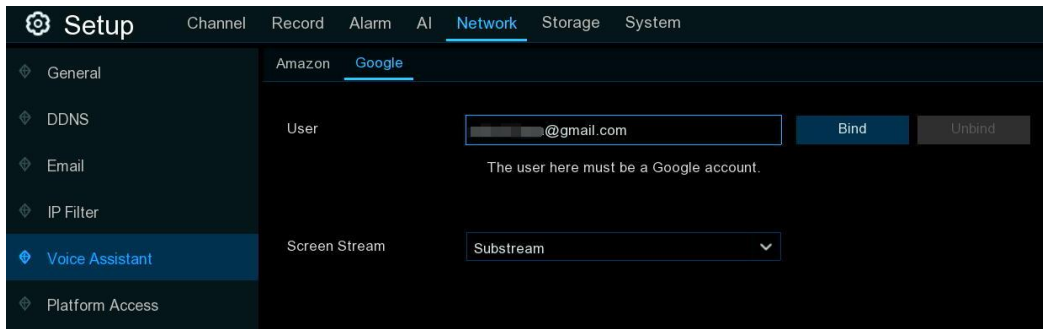 Setup Channel Record Alarm AI Network Storage System
General
DDNS
Email
IP Filter
Voice Assistant
Platform Access
Amazon Google
User @gmail.com Bind Unbind
The user here must be a Google account.
Screen Stream Substream